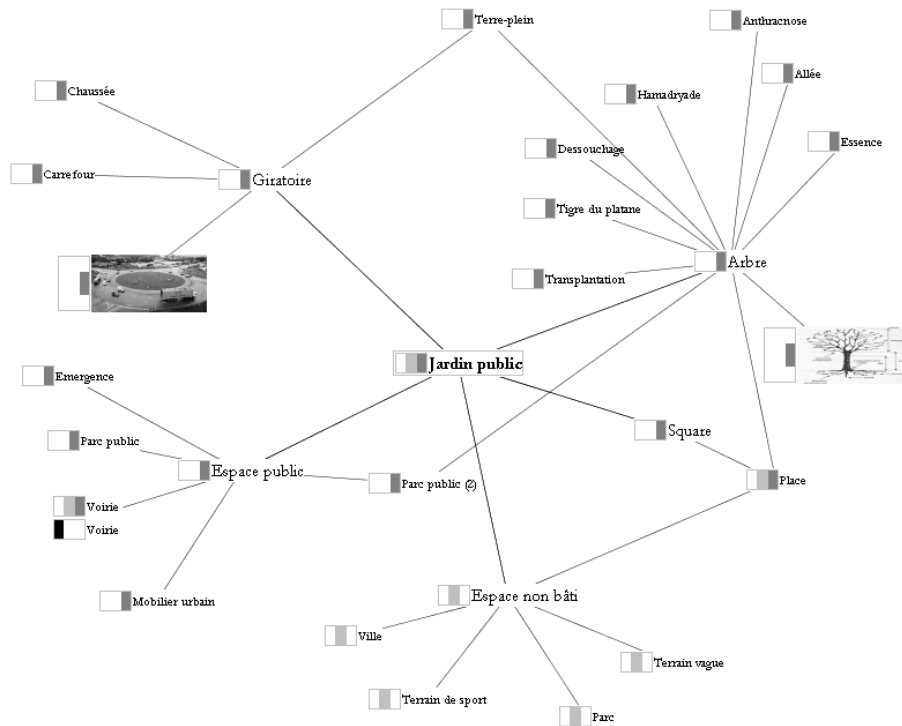 Terre-plein
Anthracnose
Allée
Chaussée
Hamadryade
Essence
Dessouchage
Carrefour
Giratoire
Tigre du platane
Arbre
Transplantation
Jardin public
Emergence
Square
Parc public
Espace public
Parc public (2)
Place
Voirie
Voirie
Mobilier urbain
Espace non bâti
Ville
Terrain vague
Terrain de sport
Parc